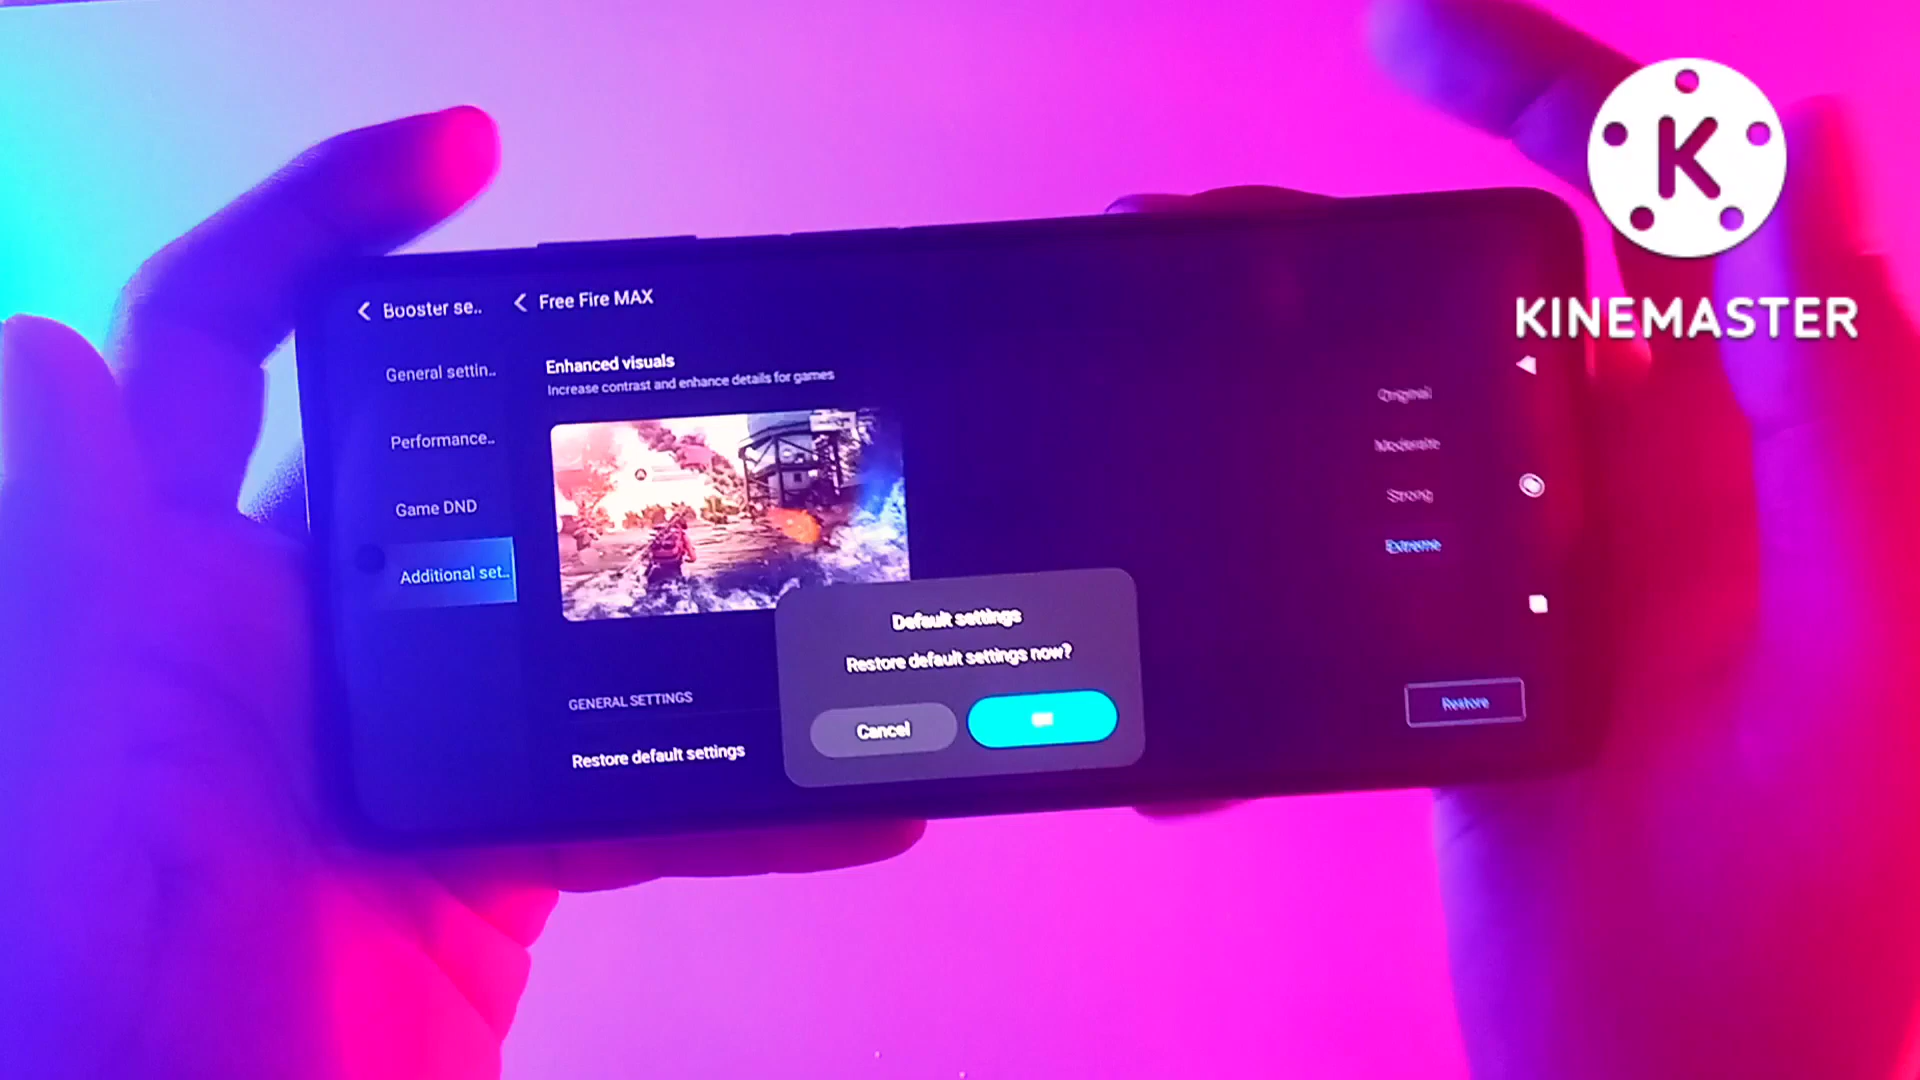 K
KINEMASTER
Booster se..
Free Fire MAX
General settin..
Performance..
Game DND
Additional set..
Enhanced visuals
Increase contrast and enhance details for games
Original
Moderate
Strong
Extreme
GENERAL SETTINGS
Restore default settings
Restore
Default settings
Restore default settings now?
Cancel